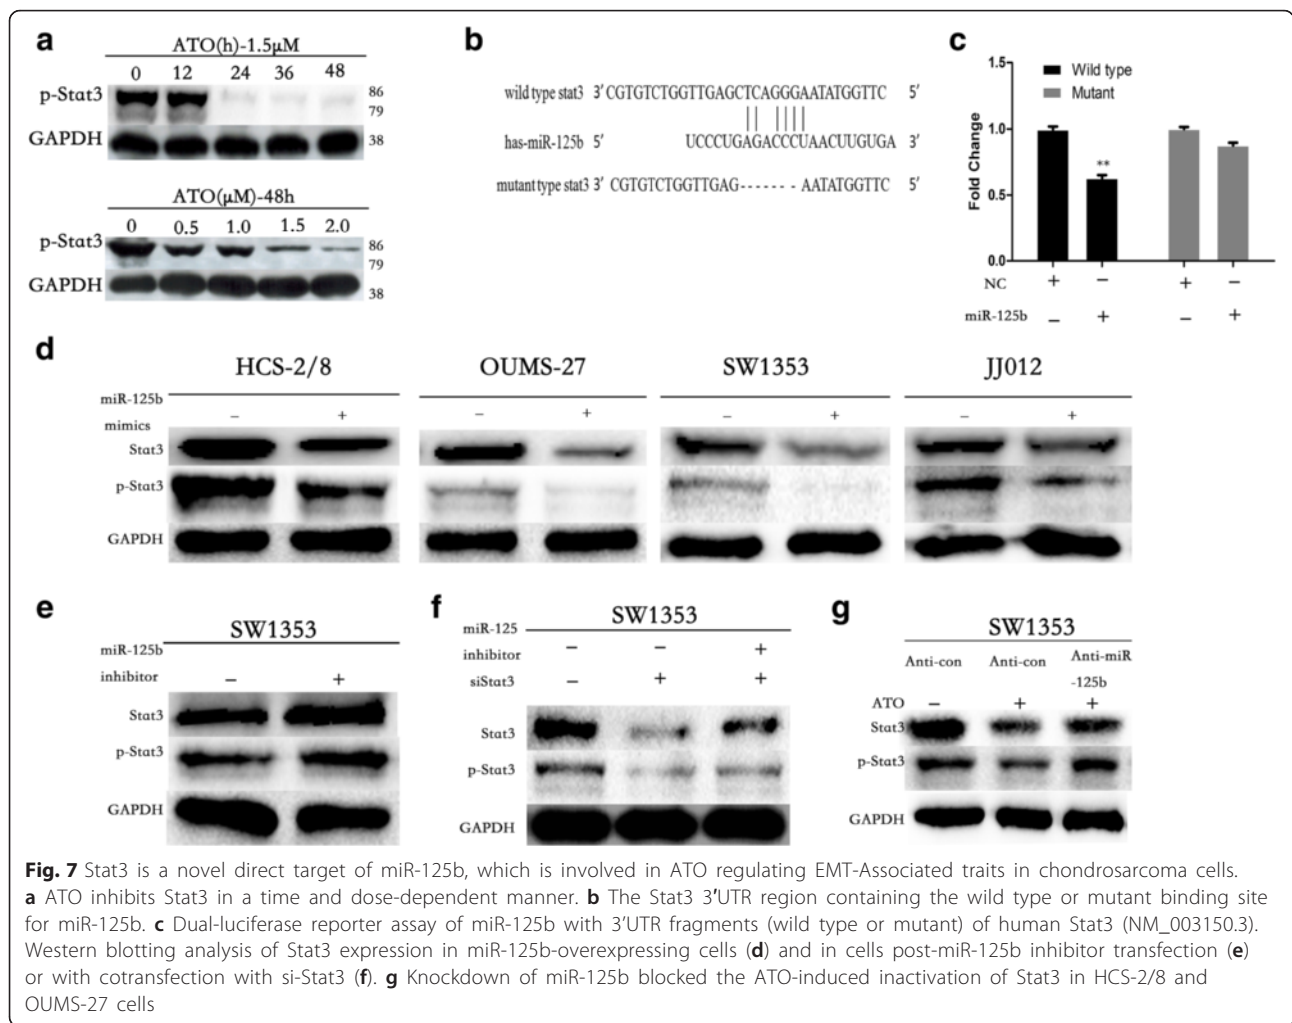 a
ATO(h)-1.5μM
0 12 24 36 48
p-Stat3 86
79
GAPDH 38
ATO(μM)-48h
0 0.5 1.0 1.5 2.0
p-Stat3 86
79
GAPDH 38
b
wild type stat3 3′ CGTGTCTGGTTGAGCTCAGGGAATATGGTTC 5′
has-miR-125b 5′ UCCCUGAGACCCUAACUUGUGA 3′
mutant type stat3 3′ CGTGTCTGGTTGAG-------AATATGGTTC 5′
c
Fold Change
1.5
1.0
0.5
0.0
Wild type
Mutant
**
NC + − + −
miR-125b − + − +
d
HCS-2/8 OUMS-27 SW1353 JJ012
miR-125b
mimics − + − + − + − +
Stat3
p-Stat3
GAPDH
e
SW1353
miR-125b
inhibitor − +
Stat3
p-Stat3
GAPDH
f
SW1353
miR-125
inhibitor − − +
siStat3 − + +
Stat3
p-Stat3
GAPDH
g
SW1353
Anti-con Anti-con Anti-miR
-125b
ATO − + +
Stat3
p-Stat3
GAPDH
Fig. 7 Stat3 is a novel direct target of miR-125b, which is involved in ATO regulating EMT-Associated traits in chondrosarcoma cells.
a ATO inhibits Stat3 in a time and dose-dependent manner. b The Stat3 3′UTR region containing the wild type or mutant binding site
for miR-125b. c Dual-luciferase reporter assay of miR-125b with 3′UTR fragments (wild type or mutant) of human Stat3 (NM_003150.3).
Western blotting analysis of Stat3 expression in miR-125b-overexpressing cells (d) and in cells post-miR-125b inhibitor transfection (e)
or with cotransfection with si-Stat3 (f). g Knockdown of miR-125b blocked the ATO-induced inactivation of Stat3 in HCS-2/8 and
OUMS-27 cells